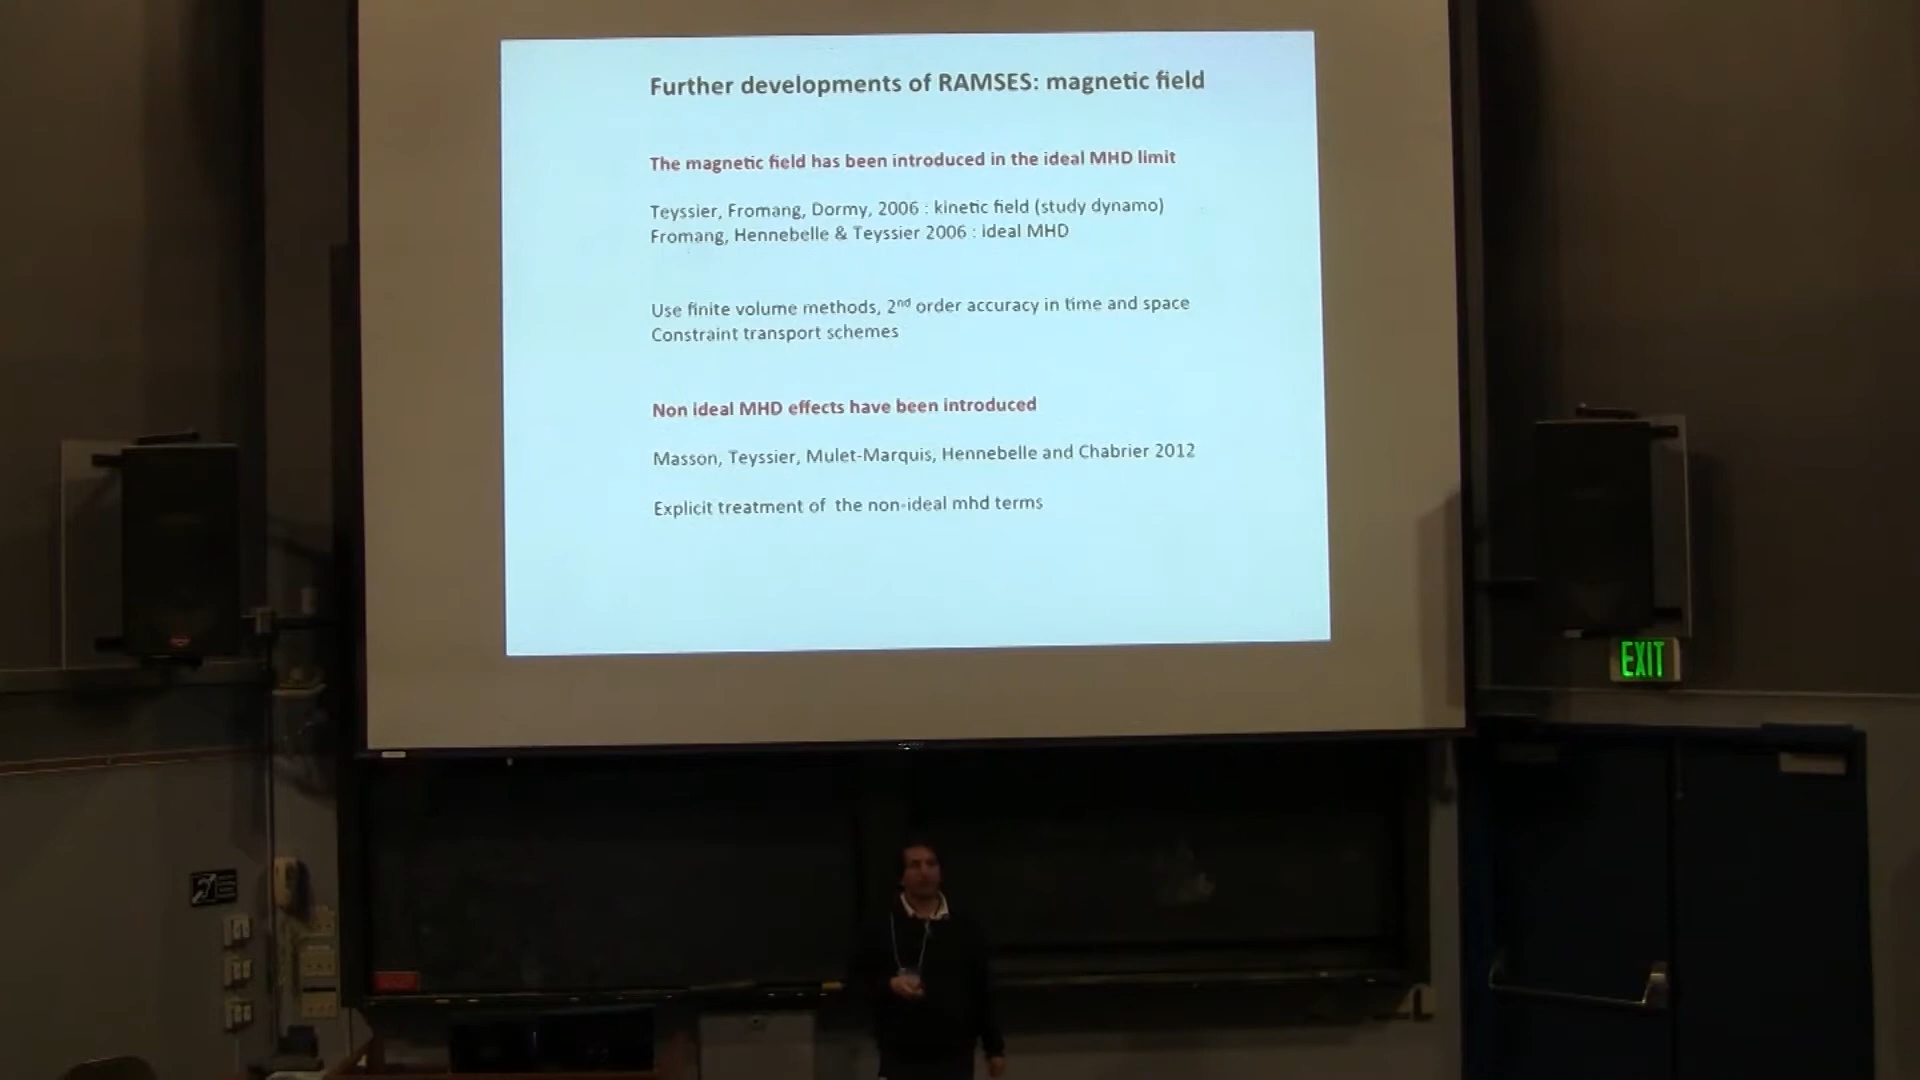 Further developments of RAMSES: magnetic field
The magnetic field has been introduced in the ideal MHD limit
Teyssier, Fromang, Dormy, 2006 : kinetic field (study dynamo)
Fromang, Hennebelle & Teyssier 2006 : ideal MHD
Use finite volume methods, 2nd order accuracy in time and space
Constraint transport schemes
Non ideal MHD effects have been introduced
Masson, Teyssier, Mulet-Marquis, Hennebelle and Chabrier 2012
Explicit treatment of the non-ideal mhd terms
EXIT